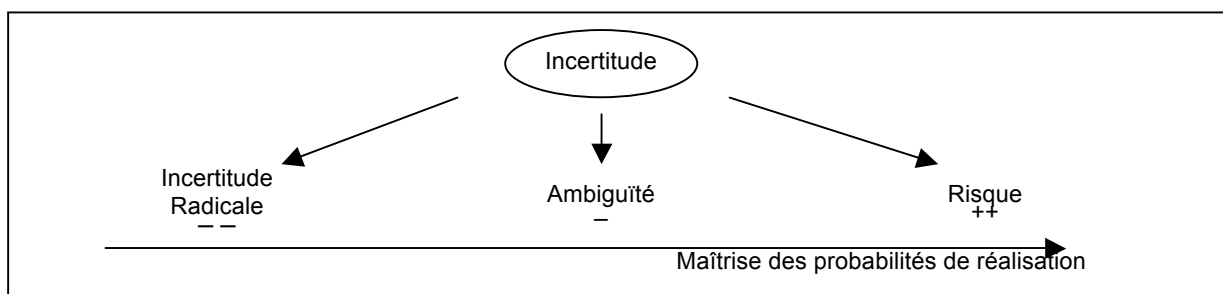 Incertitude
Incertitude
Radicale
– –
Ambiguïté
–
Risque
++
Maîtrise des probabilités de réalisation